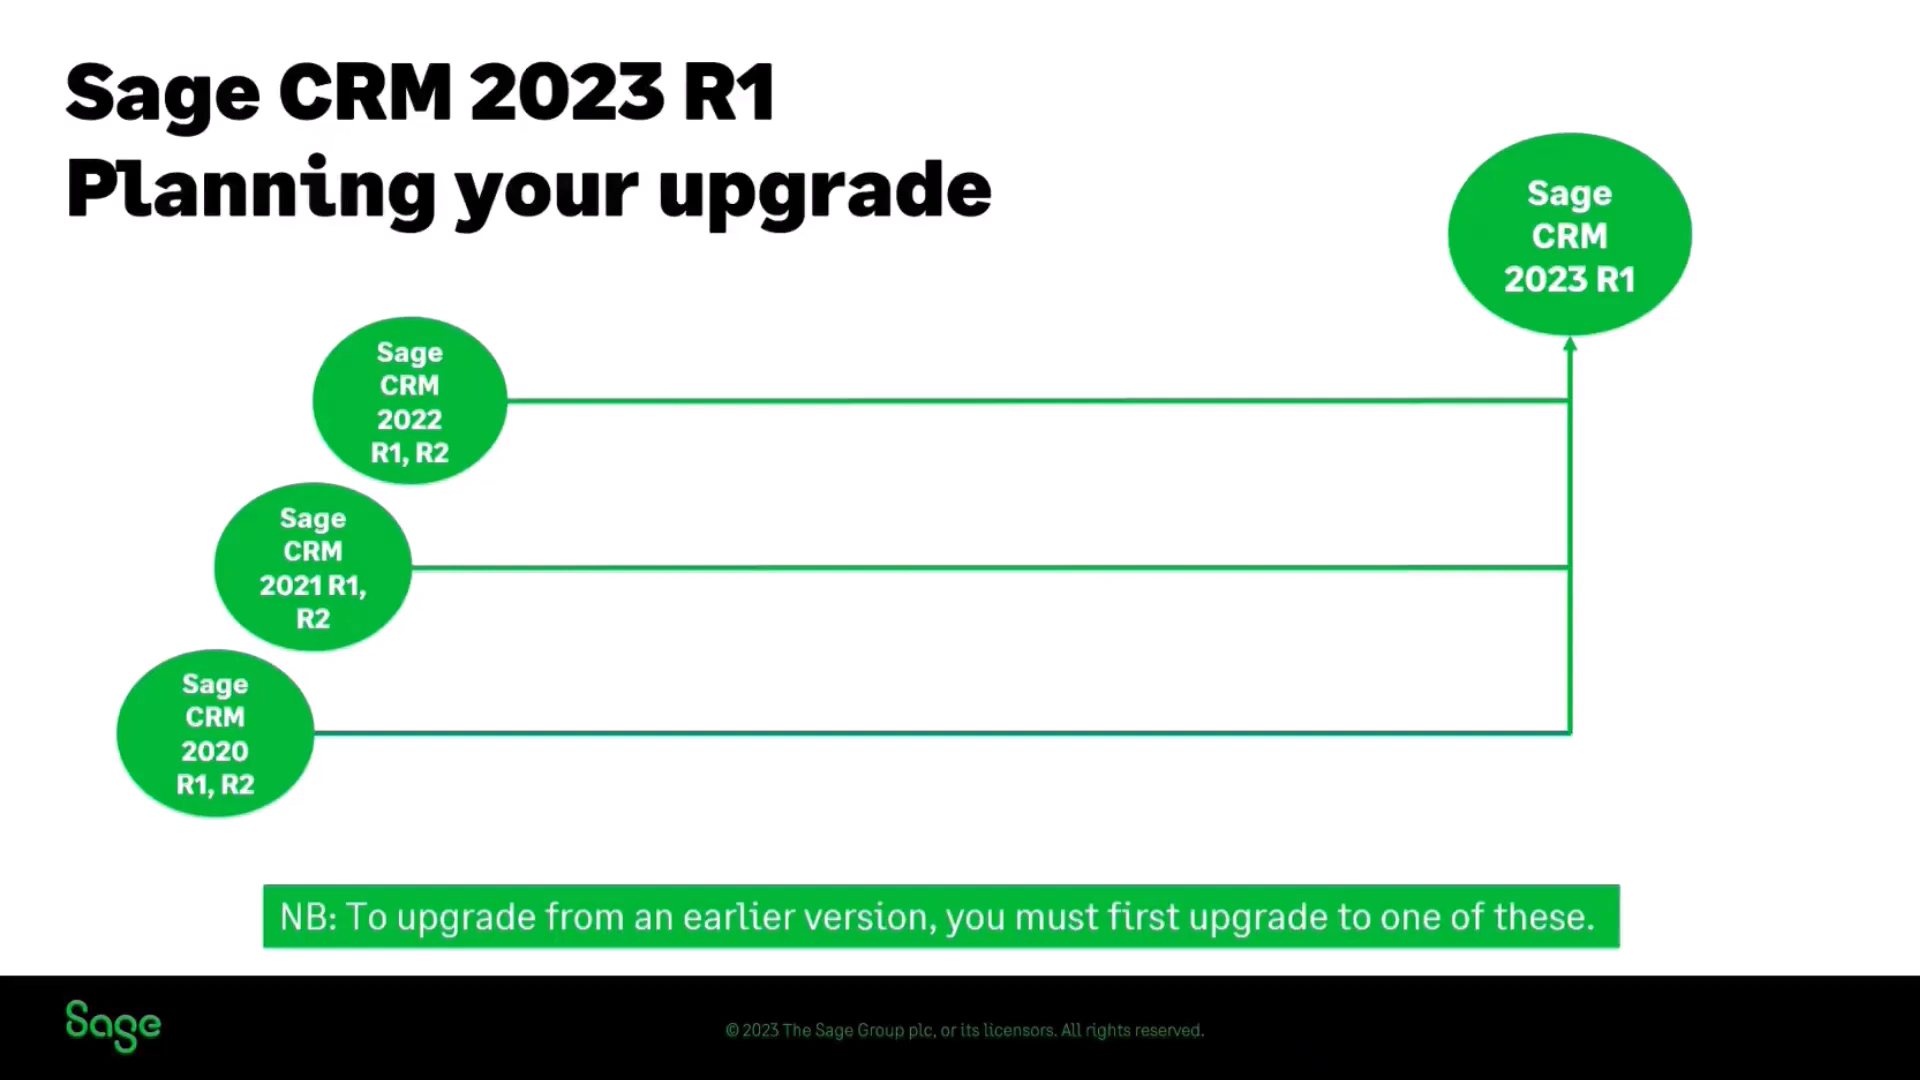 Sage CRM 2023 R1
Planning your upgrade
Sage
CRM
2023 R1
Sage
CRM
2022
R1, R2
Sage
CRM
2021 R1,
R2
Sage
CRM
2020
R1, R2
NB: To upgrade from an earlier version, you must first upgrade to one of these.
Sage
© 2023 The Sage Group plc, or its licensors. All rights reserved.